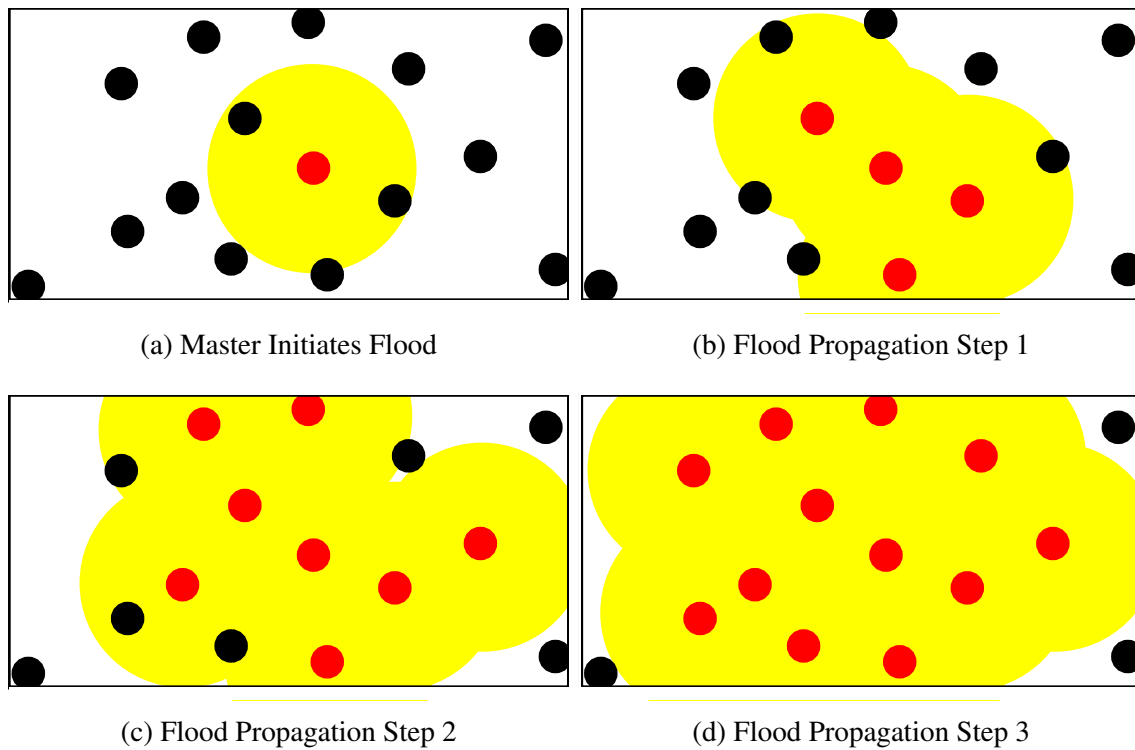 (a) Master Initiates Flood
(b) Flood Propagation Step 1
(c) Flood Propagation Step 2
(d) Flood Propagation Step 3